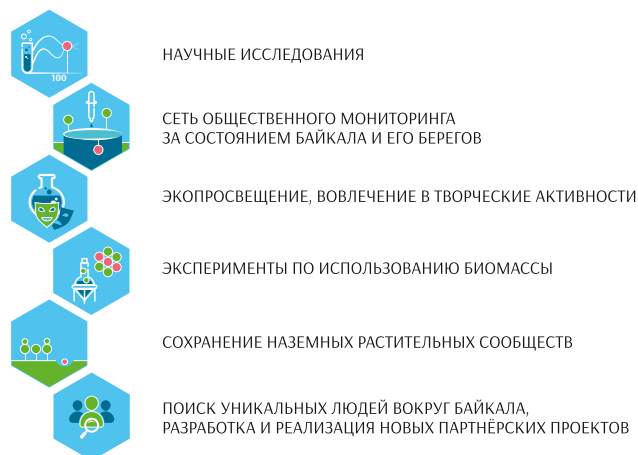 100
НАУЧНЫЕ ИССЛЕДОВАНИЯ
СЕТЬ ОБЩЕСТВЕННОГО МОНИТОРИНГА
ЗА СОСТОЯНИЕМ БАЙКАЛА И ЕГО БЕРЕГОВ
ЭКОПРОСВЕЩЕНИЕ, ВОВЛЕЧЕНИЕ В ТВОРЧЕСКИЕ АКТИВНОСТИ
ЭКСПЕРИМЕНТЫ ПО ИСПОЛЬЗОВАНИЮ БИОМАССЫ
СОХРАНЕНИЕ НАЗЕМНЫХ РАСТИТЕЛЬНЫХ СООБЩЕСТВ
ПОИСК УНИКАЛЬНЫХ ЛЮДЕЙ ВОКРУГ БАЙКАЛА,
РАЗРАБОТКА И РЕАЛИЗАЦИЯ НОВЫХ ПАРТНЁРСКИХ ПРОЕКТОВ